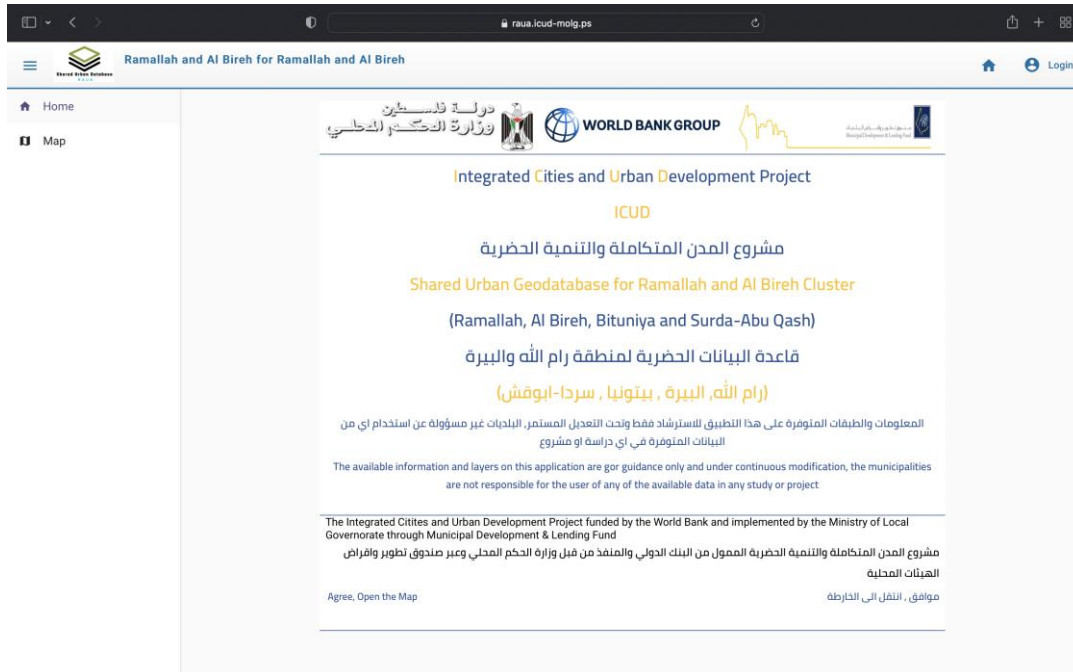 raua.icud-molg.ps
Shared Urban Database
RAUA
Ramallah and Al Bireh for Ramallah and Al Bireh
Login
Home
Map
دولة فلسطين
وزارة الحكم المحلي
WORLD BANK GROUP
Municipal Development & Lending Fund
Integrated Cities and Urban Development Project
ICUD
مشروع المدن المتكاملة والتنمية الحضرية
Shared Urban Geodatabase for Ramallah and Al Bireh Cluster
(Ramallah, Al Bireh, Bituniya and Surda-Abu Qash)
قاعدة البيانات الحضرية لمنطقة رام الله والبيرة
(رام الله, البيرة , بيتونيا , سردا-ابوقش)
المعلومات والطبقات المتوفرة على هذا التطبيق للاسترشاد فقط وتحت التعديل المستمر, البلديات غير مسؤولة عن استخدام اي من
البيانات المتوفرة في اي دراسة او مشروع
The available information and layers on this application are gor guidance only and under continuous modification, the municipalities
are not responsible for the user of any of the available data in any study or project
The Integrated Citites and Urban Development Project funded by the World Bank and implemented by the Ministry of Local
Governorate through Municipal Development & Lending Fund
مشروع المدن المتكاملة والتنمية الحضرية الممول من البنك الدولي والمنفذ من قبل وزارة الحكم المحلي وعبر صندوق تطوير واقراض
الهيئات المحلية
Agree, Open the Map
موافق , انتقل الى الخارطة